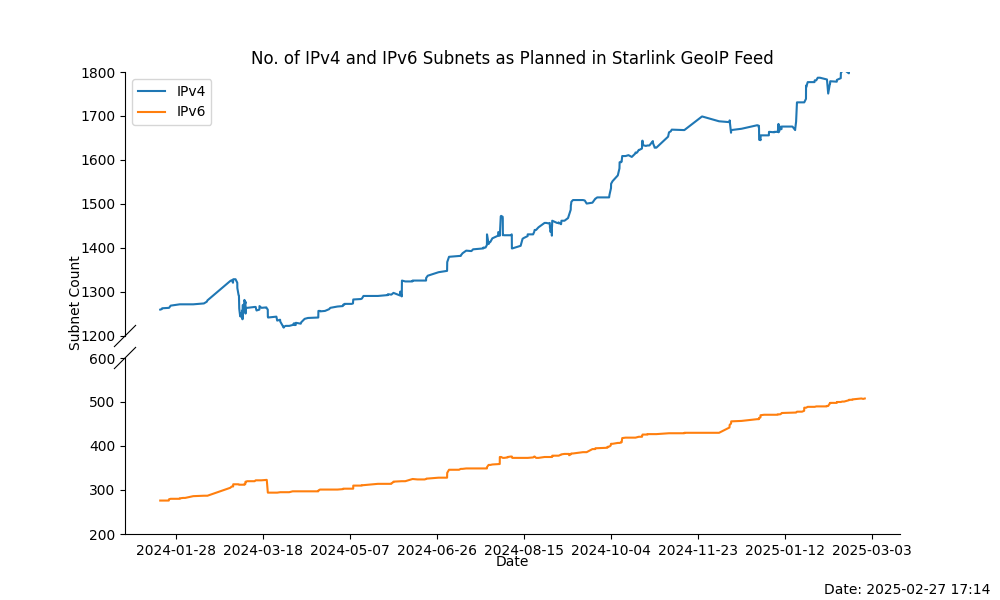 No. of IPv4 and IPv6 Subnets as Planned in Starlink GeoIP Feed
IPv4
IPv6
Subnet Count
1800
1700
1600
1500
1400
1300
1200
600
500
400
300
200
2024-01-28 2024-03-18 2024-05-07 2024-06-26 2024-08-15 2024-10-04 2024-11-23 2025-01-12 2025-03-03
Date
Date: 2025-02-27 17:14